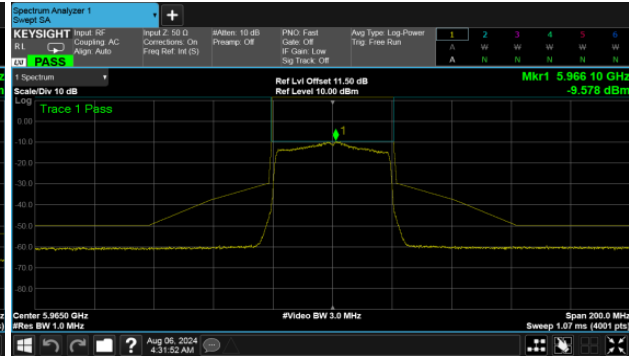 Spectrum Analyzer 1
Swept SA
KEYSIGHT
RL
LXI
PASS
Input: RF
Coupling: AC
Align: Auto
Input Z: 50 Ω
Corrections: On
Freq Ref: Int (S)
#Atten: 10 dB
Preamp: Off
PNO: Fast
Gate: Off
IF Gain: Low
Sig Track: Off
Avg Type: Log-Power
Trig: Free Run
1 2 3 4 5 6
A W W W W W
A N N N N N
1 Spectrum
Scale/Div 10 dB
Ref Lvl Offset 11.50 dB
Ref Level 10.00 dBm
Mkr1 5.966 10 GHz
-9.578 dBm
Log
Trace 1 Pass
1
0.00
-10.0
-20.0
-30.0
-40.0
-50.0
-60.0
-70.0
-80.0
Center 5.9650 GHz
#Res BW 1.0 MHz
#Video BW 3.0 MHz
Span 200.0 MHz
Sweep 1.07 ms (4001 pts)
Aug 06, 2024
4:31:52 AM